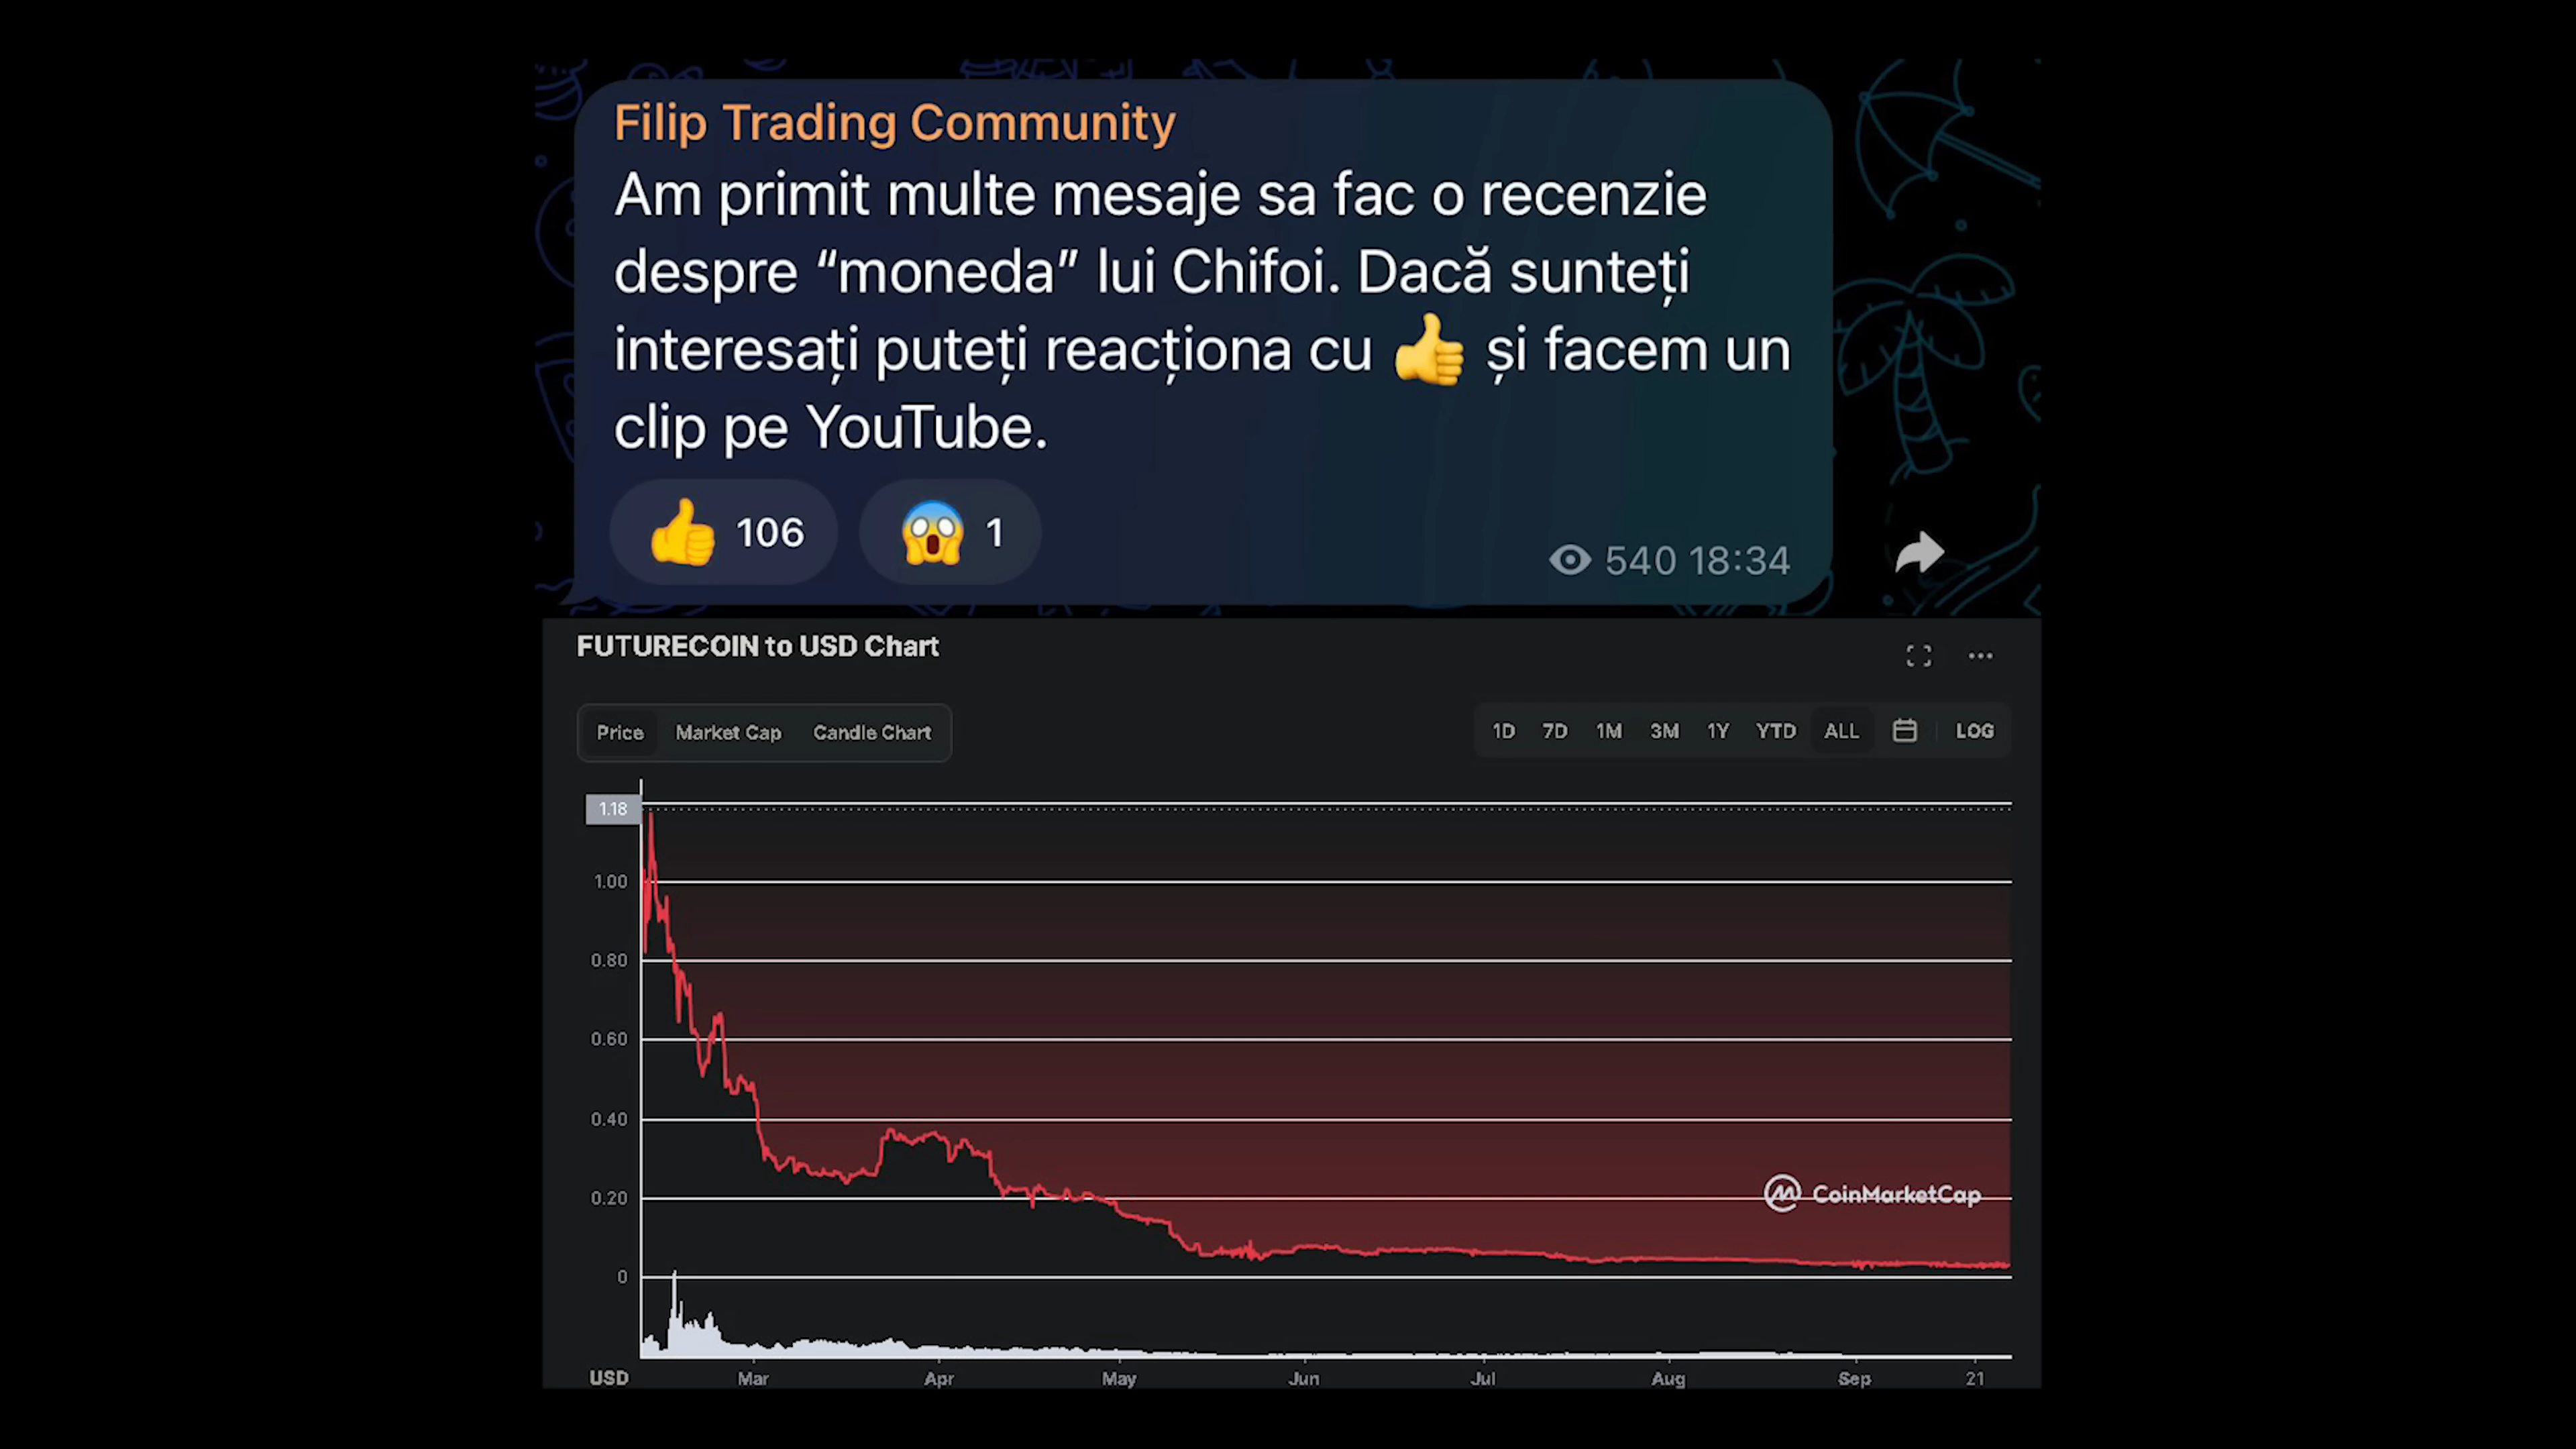 Filip Trading Community
Am primit multe mesaje sa fac o recenzie
despre “moneda” lui Chifoi. Dacă sunteți
interesați puteți reacționa cu 👍 și facem un
clip pe YouTube.
👍 106 😱 1
540 18:34
FUTURECOIN to USD Chart
Price Market Cap Candle Chart 1D 7D 1M 3M 1Y YTD ALL LOG
1.18
1.00
0.80
0.60
0.40
0.20
CoinMarketCap
0
USD Mar Apr May Jun Jul Aug Sep 21